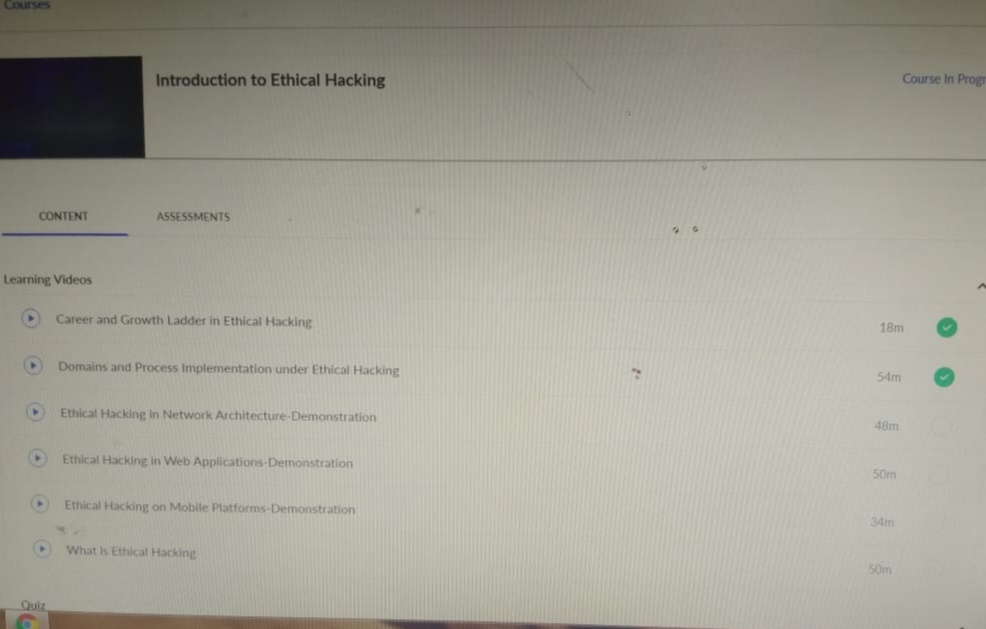 Courses
Introduction to Ethical Hacking
Course In Progr
CONTENT ASSESSMENTS
Learning Videos
Career and Growth Ladder in Ethical Hacking 18m
Domains and Process Implementation under Ethical Hacking 54m
Ethical Hacking in Network Architecture-Demonstration 48m
Ethical Hacking in Web Applications-Demonstration 50m
Ethical Hacking on Mobile Platforms-Demonstration 34m
What is Ethical Hacking 50m
Quiz